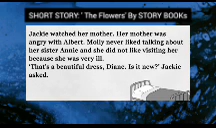 SHORT STORY: ' The Flowers' By STORY BOOKs
Jackie watched her mother. Her mother was
angry with Albert. Molly never liked talking about
her sister Annie and she did not like visiting her
because she was very ill.
'That's a beautiful dress, Diane. Is it new?' Jackie
asked.